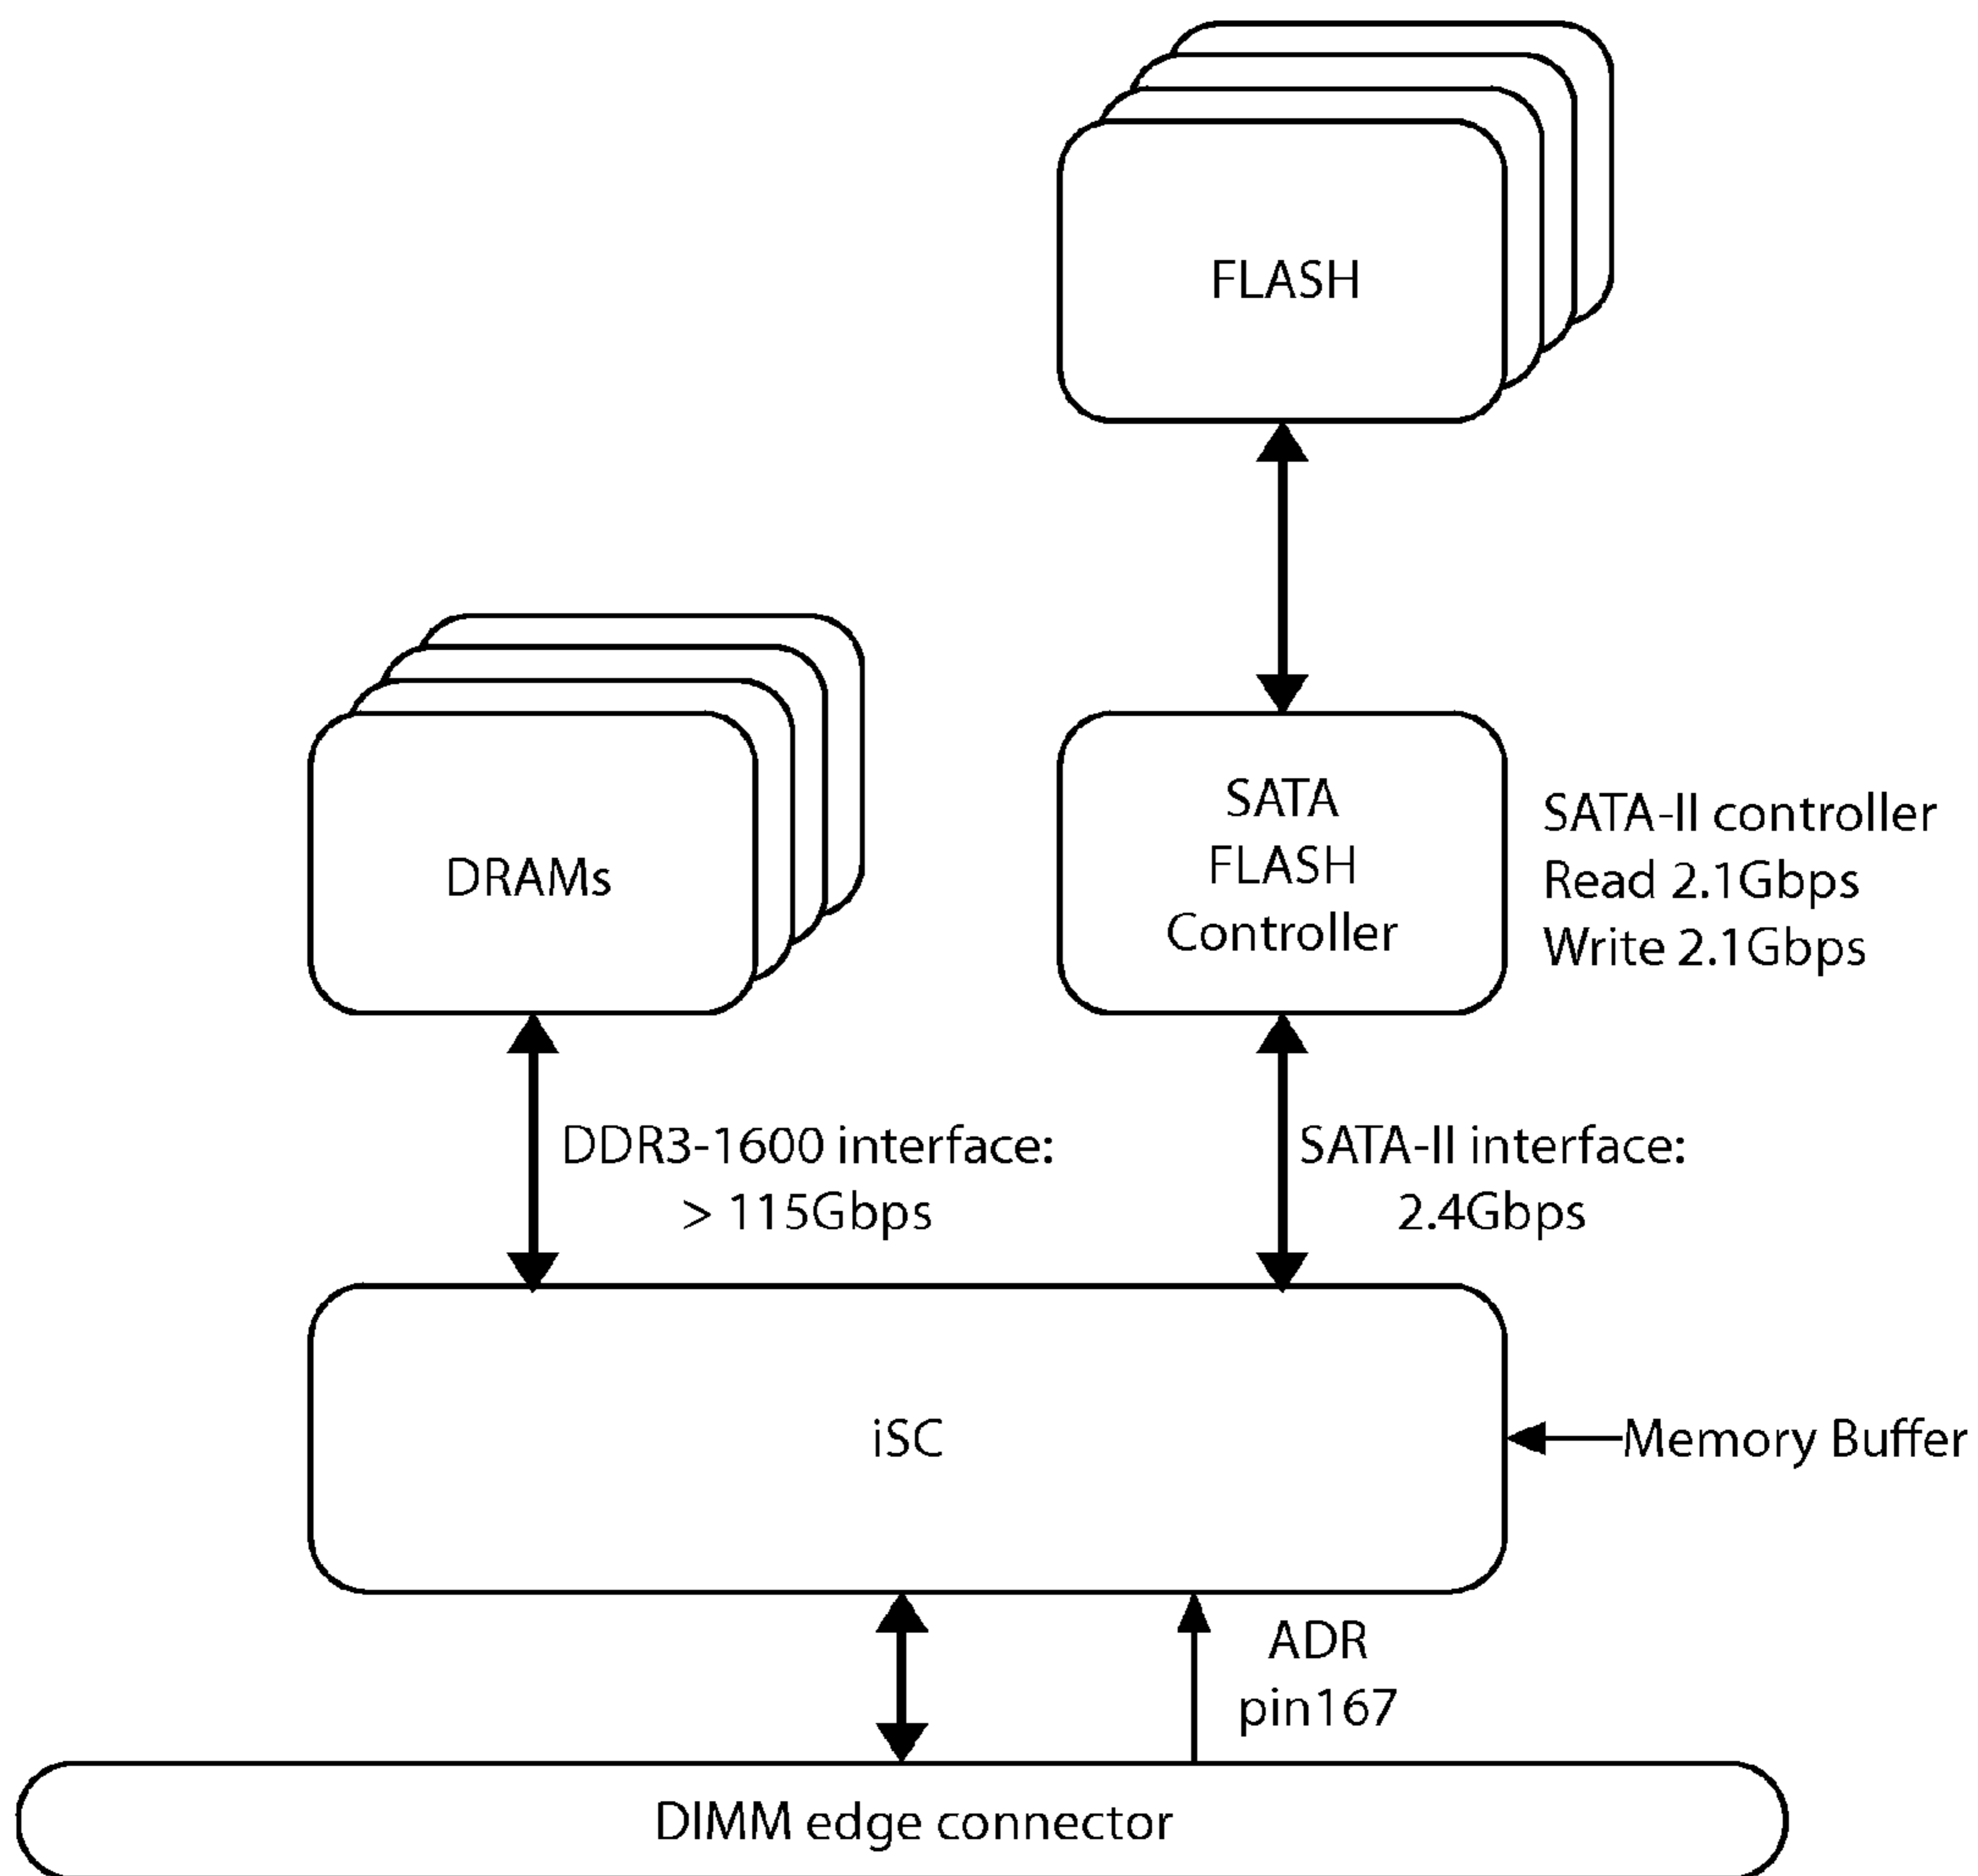 FLASH
DRAMs
SATA
FLASH
Controller
SATA-II controller
Read 2.1Gbps
Write 2.1Gbps
DDR3-1600 interface:
> 115Gbps
SATA-II interface:
2.4Gbps
iSC
Memory Buffer
ADR
pin167
DIMM edge connector